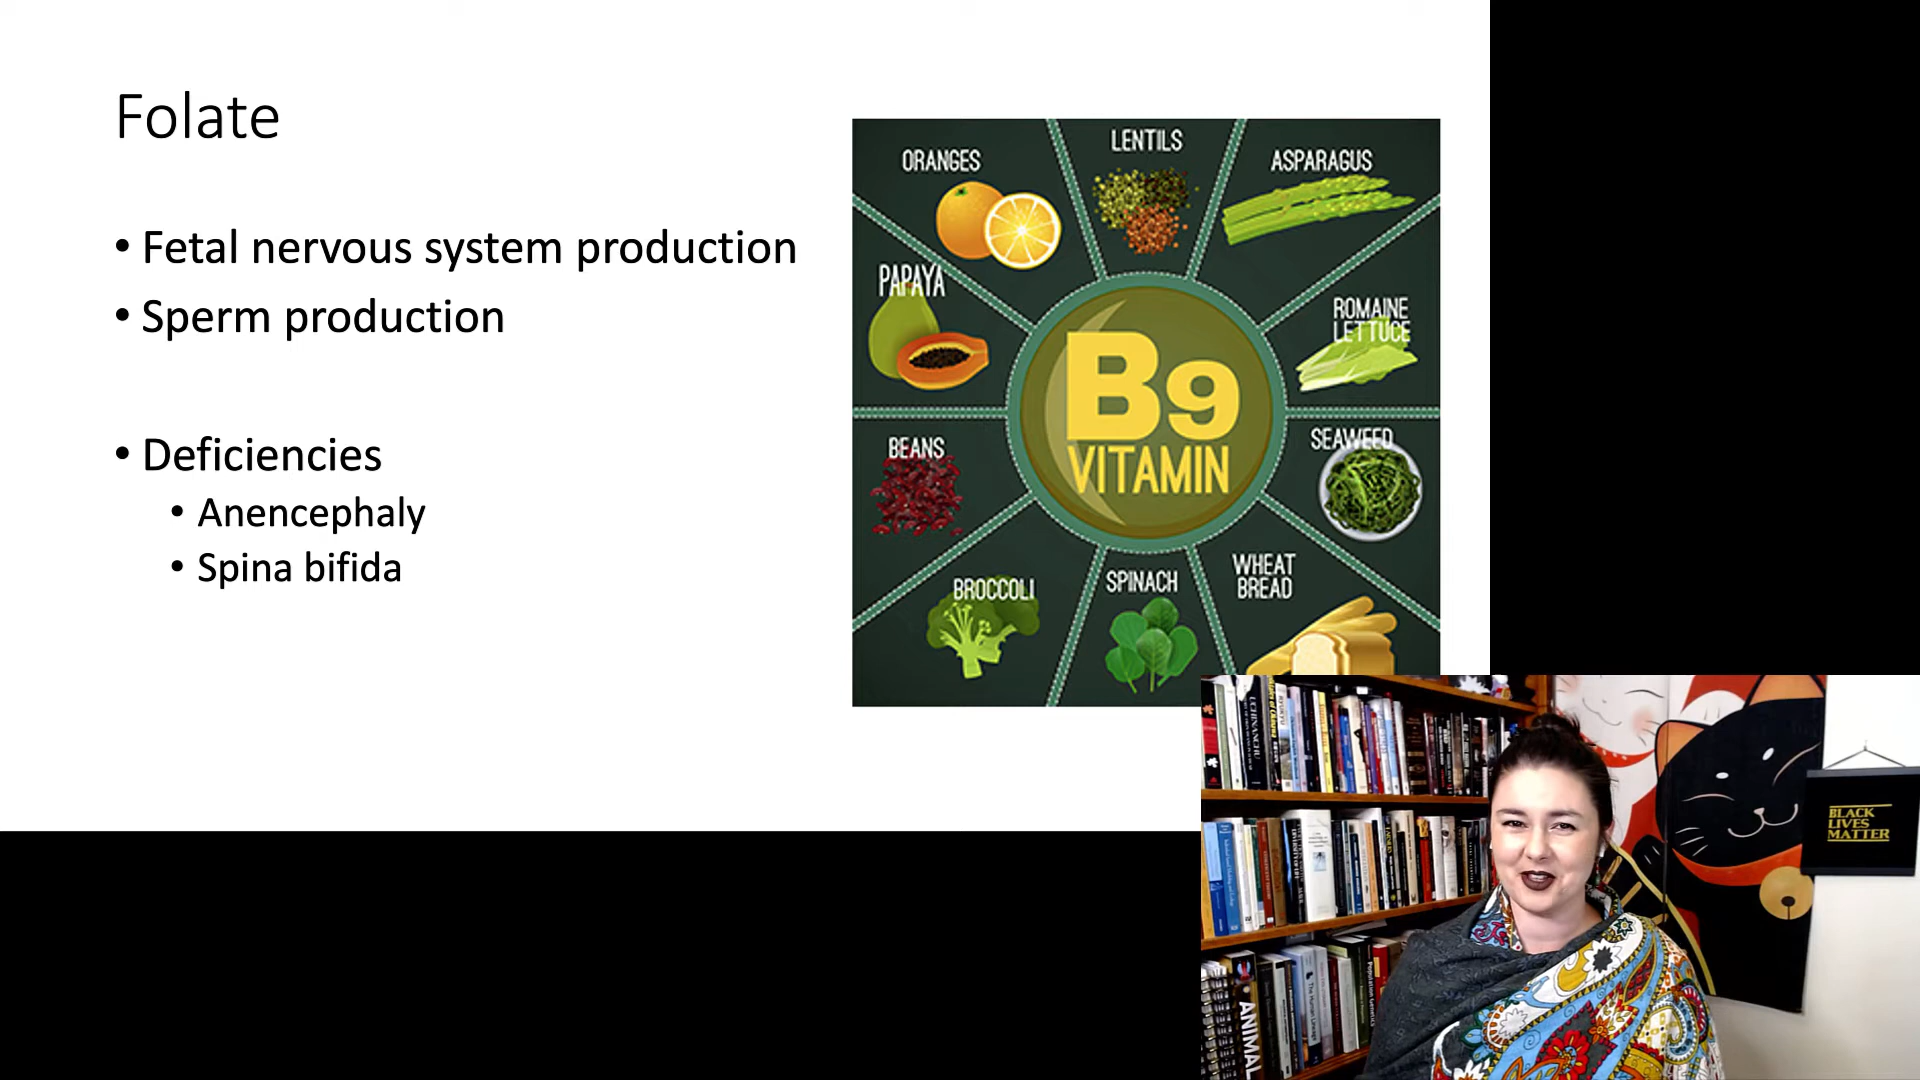 Folate
• Fetal nervous system production
• Sperm production
• Deficiencies
• Anencephaly
• Spina bifida
ORANGES
LENTILS
ASPARAGUS
PAPAYA
ROMAINE
LETTUCE
B9
VITAMIN
BEANS
SEAWEED
BROCCOLI
SPINACH
WHEAT
BREAD
BLACK
LIVES
MATTER
ANIMAL